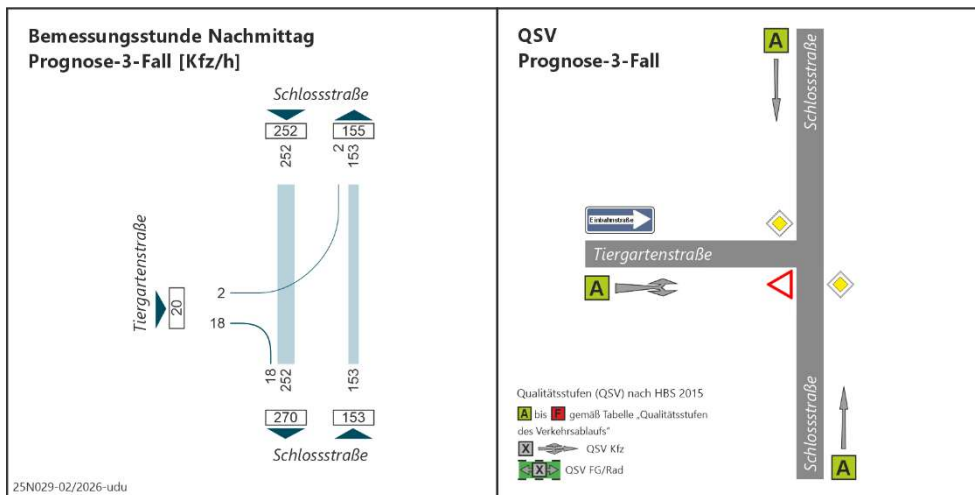 Bemessungsstunde Nachmittag
Prognose-3-Fall [Kfz/h]
Schlossstraße
252
155
252
2
153
Tiergartenstraße
20
2
18
18
252
153
270
153
Schlossstraße
25N029-02/2026-udu
QSV
Prognose-3-Fall
A
Schlossstraße
Einbahnstraße
Tiergartenstraße
A
Schlossstraße
A
Qualitätsstufen (QSV) nach HBS 2015
A bis F gemäß Tabelle „Qualitätsstufen
des Verkehrsablaufs"
X QSV Kfz
X QSV FG/Rad